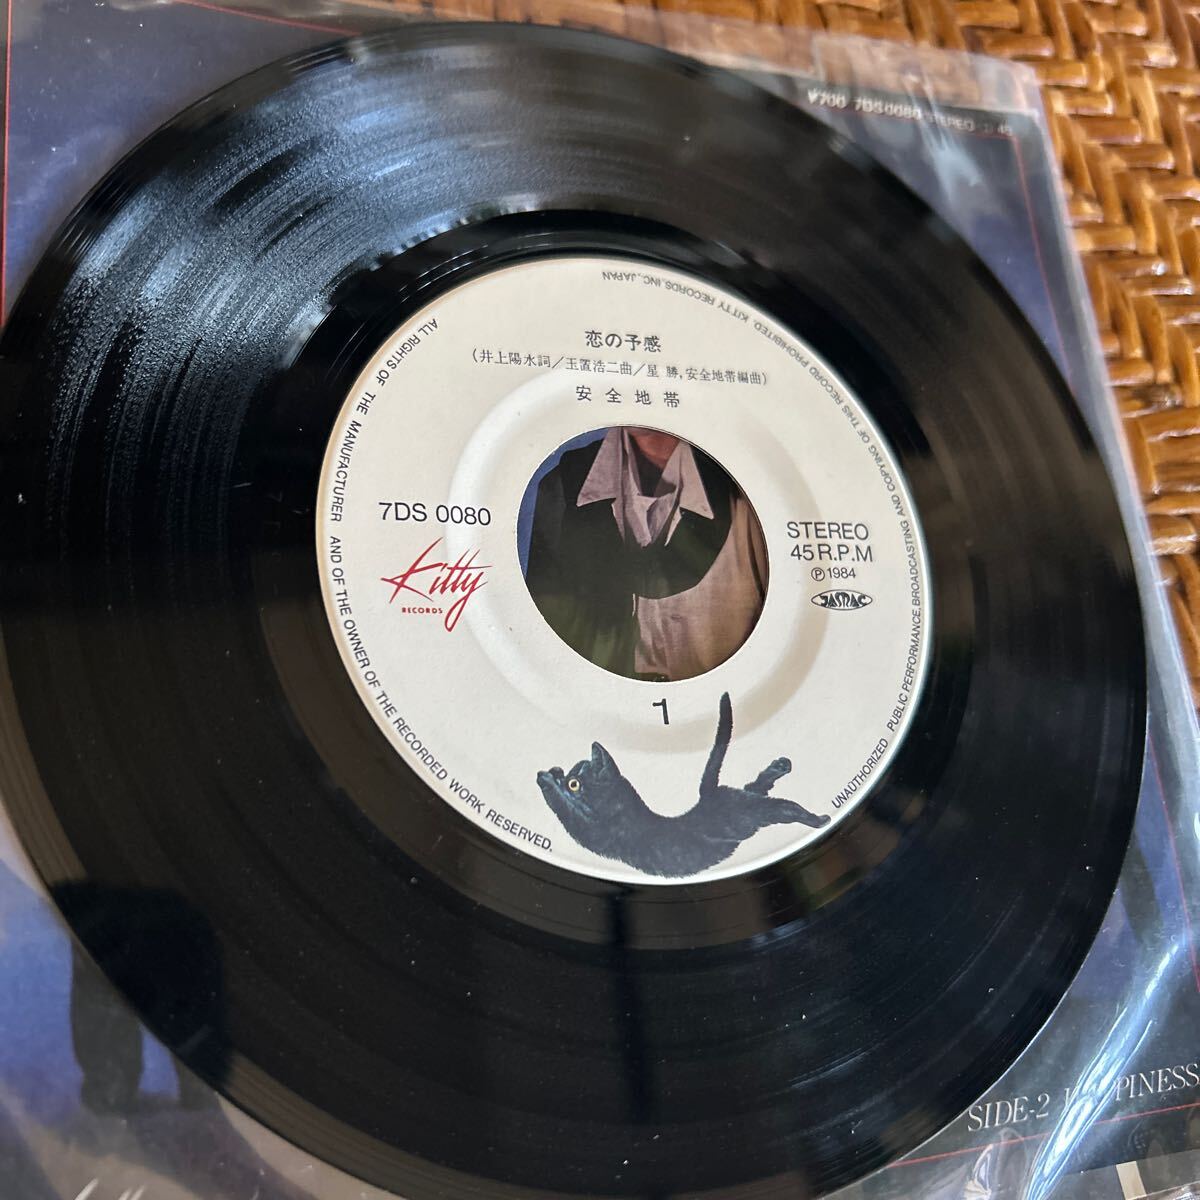 ¥700 7DS0080 STEREO
恋の予感
(井上陽水詞/玉置浩二曲/星 勝,安全地帯編曲)
安全地帯
7DS 0080
Kitty
RECORDS
STEREO
45 R.P.M
Ⓟ1984
JASRAC
1
ALL RIGHTS OF THE MANUFACTURER AND OF THE OWNER OF THE RECORDED WORK RESERVED.
UNAUTHORIZED PUBLIC PERFORMANCE, BROADCASTING AND COPYING OF THIS RECORD PROHIBITED. KITTY RECORDS, INC., JAPAN
SIDE-2